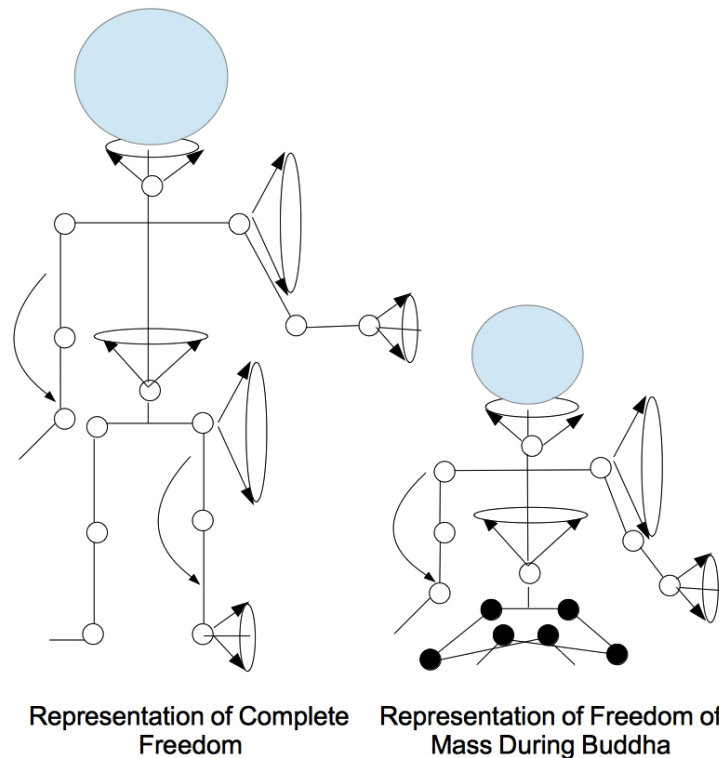 Representation of Complete
Freedom
Representation of Freedom of
Mass During Buddha